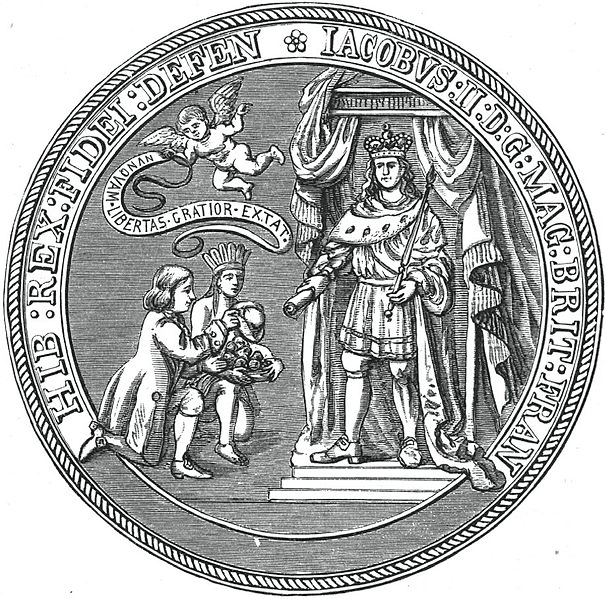 IACOBVS : II · D : G : MAG : BRIT : FRAN
HIB : REX : FIDEI : DEFEN
NVNQVAM · LIBERTAS · GRATIOR · EXTAT ·